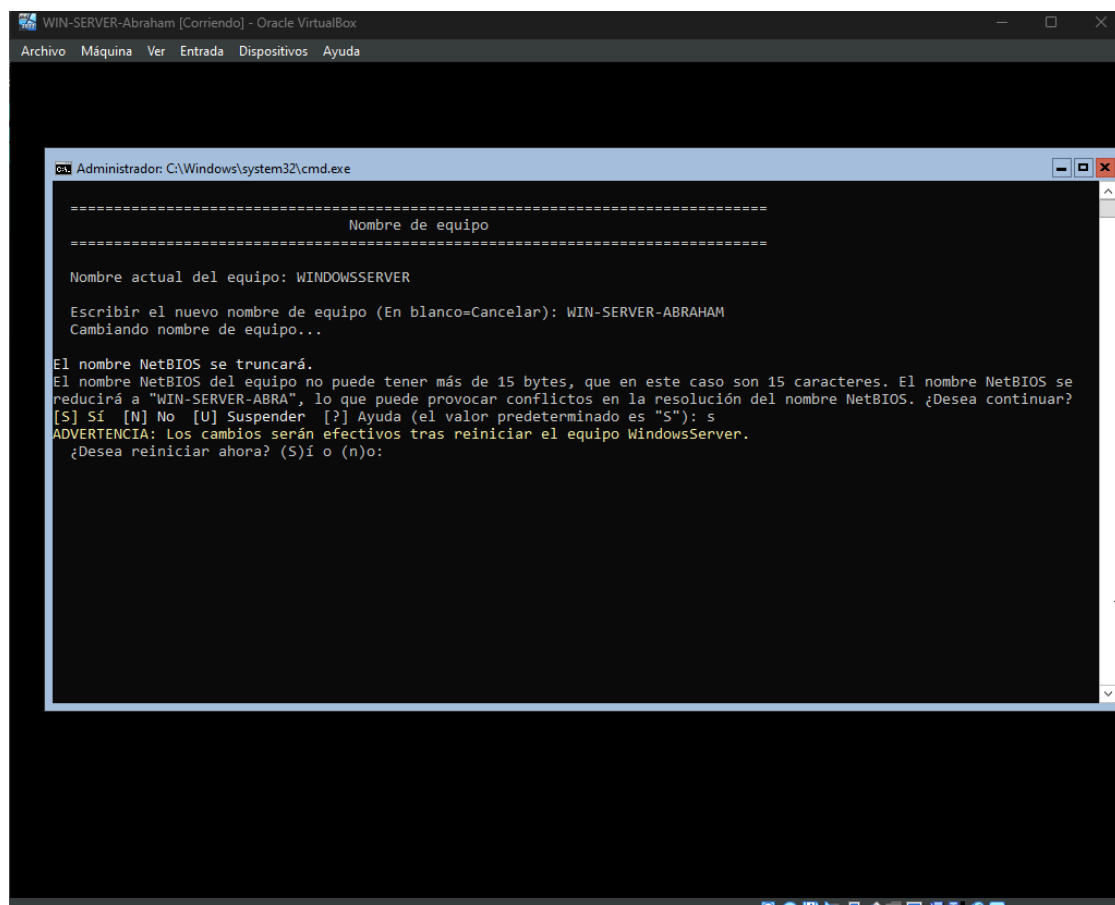 WIN-SERVER-Abraham [Corriendo] - Oracle VirtualBox
Archivo Máquina Ver Entrada Dispositivos Ayuda
Administrador: C:\Windows\system32\cmd.exe
===============================================================================
Nombre de equipo
===============================================================================
Nombre actual del equipo: WINDOWSSERVER
Escribir el nuevo nombre de equipo (En blanco=Cancelar): WIN-SERVER-ABRAHAM
Cambiando nombre de equipo...
El nombre NetBIOS se truncará.
El nombre NetBIOS del equipo no puede tener más de 15 bytes, que en este caso son 15 caracteres. El nombre NetBIOS se
reducirá a "WIN-SERVER-ABRA", lo que puede provocar conflictos en la resolución del nombre NetBIOS. ¿Desea continuar?
[S] Sí  [N] No  [U] Suspender  [?] Ayuda (el valor predeterminado es "S"): s
ADVERTENCIA: Los cambios serán efectivos tras reiniciar el equipo WindowsServer.
¿Desea reiniciar ahora? (S)í o (n)o: